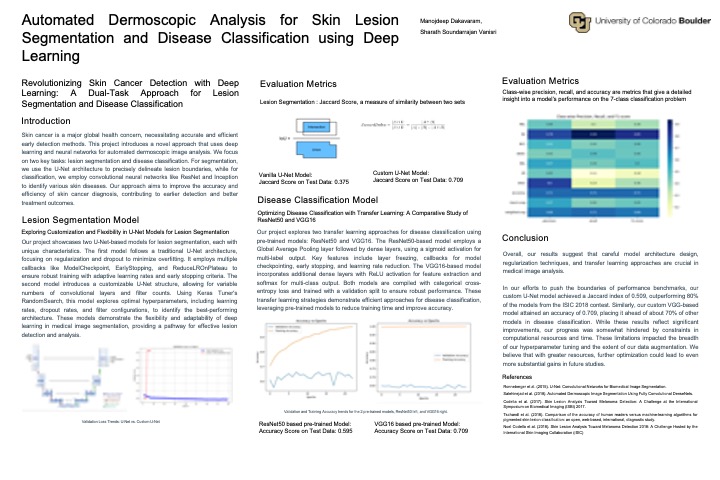 Automated Dermoscopic Analysis for Skin Lesion
Segmentation and Disease Classification using Deep
Learning
Manojdeep Dakavaram,
Sharath Soundarrajan Vanisri
University of Colorado Boulder
Revolutionizing Skin Cancer Detection with Deep
Learning: A Dual-Task Approach for Lesion
Segmentation and Disease Classification
Introduction
Skin cancer is a major global health concern, necessitating accurate and efficient
early detection methods. This project introduces a novel approach that uses deep
learning and neural networks for automated dermoscopic image analysis. We focus
on two key tasks: lesion segmentation and disease classification. For segmentation,
we use the U-Net architecture to precisely delineate lesion boundaries, while for
classification, we employ convolutional neural networks like ResNet and Inception
to identify various skin diseases. Our approach aims to improve the accuracy and
efficiency of skin cancer diagnosis, contributing to earlier detection and better
treatment outcomes.
Lesion Segmentation Model
Exploring Customization and Flexibility in U-Net Models for Lesion Segmentation
Our project showcases two U-Net-based models for lesion segmentation, each with
unique characteristics. The first model follows a traditional U-Net architecture,
focusing on regularization and dropout to minimize overfitting. It employs multiple
callbacks like ModelCheckpoint, EarlyStopping, and ReduceLROnPlateau to
ensure robust training with adaptive learning rates and early stopping criteria. The
second model introduces a customizable U-Net structure, allowing for variable
numbers of convolutional layers and filter counts. Using Keras Tuner's
RandomSearch, this model explores optimal hyperparameters, including learning
rates, dropout rates, and filter configurations, to identify the best-performing
architecture. These models demonstrate the flexibility and adaptability of deep
learning in medical image segmentation, providing a pathway for effective lesion
detection and analysis.
Validation Loss Trends: U-Net vs. Custom U-Net
Evaluation Metrics
Lesion Segmentation : Jaccard Score, a measure of similarity between two sets
Vanilla U-Net Model:
Jaccard Score on Test Data: 0.375
Custom U-Net Model:
Jaccard Score on Test Data: 0.709
Disease Classification Model
Optimizing Disease Classification with Transfer Learning: A Comparative Study of
ResNet50 and VGG16
Our project explores two transfer learning approaches for disease classification using
pre-trained models: ResNet50 and VGG16. The ResNet50-based model employs a
Global Average Pooling layer followed by dense layers, using a sigmoid activation for
multi-label output. Key features include layer freezing, callbacks for model
checkpointing, early stopping, and learning rate reduction. The VGG16-based model
incorporates additional dense layers with ReLU activation for feature extraction and
softmax for multi-class output. Both models are compiled with categorical cross-
entropy loss and trained with a validation split to ensure robust performance. These
transfer learning strategies demonstrate efficient approaches for disease classification,
leveraging pre-trained models to reduce training time and improve accuracy.
Validation and Training Accuracy trends for the 2 pre-trained models, ResNet50 left, and VGG16 right.
ResNet50 based pre-trained Model:
Accuracy Score on Test Data: 0.595
VGG16 based pre-trained Model:
Accuracy Score on Test Data: 0.709
Evaluation Metrics
Class-wise precision, recall, and accuracy are metrics that give a detailed
insight into a model's performance on the 7-class classification problem
Conclusion
Overall, our results suggest that careful model architecture design,
regularization techniques, and transfer learning approaches are crucial in
medical image analysis.
In our efforts to push the boundaries of performance benchmarks, our
custom U-Net model achieved a Jaccard index of 0.509, outperforming 80%
of the models from the ISIC 2018 contest. Similarly, our custom VGG-based
model attained an accuracy of 0.709, placing it ahead of about 70% of other
models in disease classification. While these results reflect significant
improvements, our progress was somewhat hindered by constraints in
computational resources and time. These limitations impacted the breadth
of our hyperparameter tuning and the extent of our data augmentation. We
believe that with greater resources, further optimization could lead to even
more substantial gains in future studies.
References
Ronneberger et al. (2015). U-Net: Convolutional Networks for Biomedical Image Segmentation.
et al. (2018). Automated Dermoscopic Image Segmentation Using Fully Convolutional DenseNets.
Codella et al. (2017). Skin Lesion Analysis Toward Melanoma Detection: A Challenge at the International
Symposium on Biomedical Imaging (ISBI) 2017.
Tschandl et al. (2019). Comparison of the accuracy of human readers versus machine-learning algorithms for
pigmented skin lesion classification: an open, web-based, international, diagnostic study.
Noel Codella et al. (2018). Skin Lesion Analysis Toward Melanoma Detection 2018: A Challenge Hosted by the
International Skin Imaging Collaboration (ISIC).